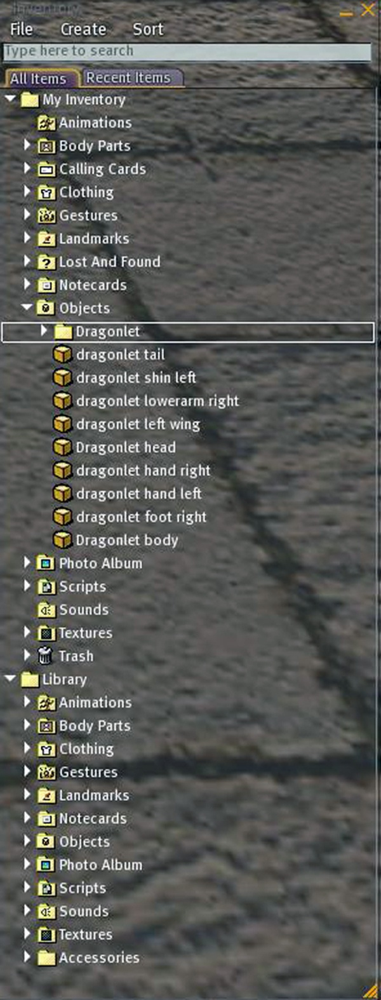 Inventory
File Create Sort
Type here to search
All Items Recent Items
My Inventory
Animations
Body Parts
Calling Cards
Clothing
Gestures
Landmarks
Lost And Found
Notecards
Objects
Dragonlet
dragonlet tail
dragonlet shin left
dragonlet lowerarm right
dragonlet left wing
Dragonlet head
dragonlet hand right
dragonlet hand left
dragonlet foot right
Dragonlet body
Photo Album
Scripts
Sounds
Textures
Trash
Library
Animations
Body Parts
Clothing
Gestures
Landmarks
Notecards
Objects
Photo Album
Scripts
Sounds
Textures
Accessories